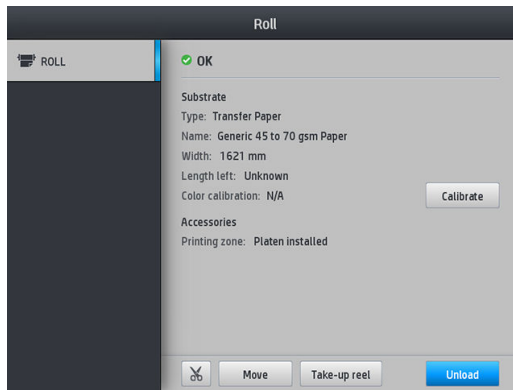 Roll
ROLL
OK
Substrate
Type: Transfer Paper
Name: Generic 45 to 70 gsm Paper
Width: 1621 mm
Length left: Unknown
Color calibration: N/A
Calibrate
Accessories
Printing zone: Platen installed
Move
Take-up reel
Unload